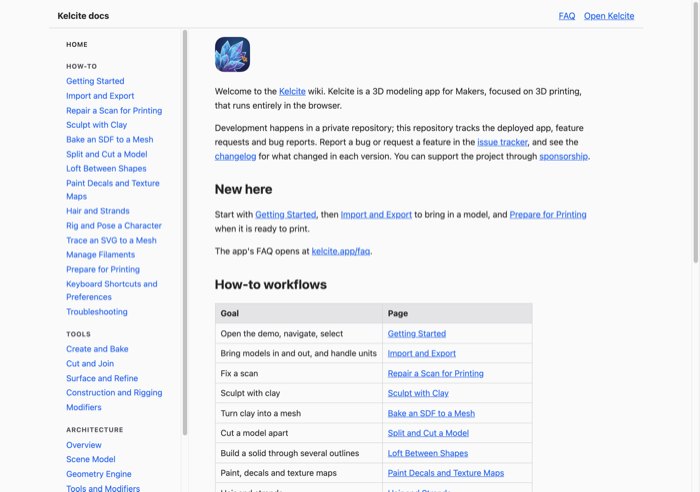 Kelcite docs
FAQ Open Kelcite
HOME
HOW-TO
Getting Started
Import and Export
Repair a Scan for Printing
Sculpt with Clay
Bake an SDF to a Mesh
Split and Cut a Model
Loft Between Shapes
Paint Decals and Texture
Maps
Hair and Strands
Rig and Pose a Character
Trace an SVG to a Mesh
Manage Filaments
Prepare for Printing
Keyboard Shortcuts and
Preferences
Troubleshooting
TOOLS
Create and Bake
Cut and Join
Surface and Refine
Construction and Rigging
Modifiers
ARCHITECTURE
Overview
Scene Model
Geometry Engine
Tools and Modifiers
Welcome to the Kelcite wiki. Kelcite is a 3D modeling app for Makers, focused on 3D printing,
that runs entirely in the browser.
Development happens in a private repository; this repository tracks the deployed app, feature
requests and bug reports. Report a bug or request a feature in the issue tracker, and see the
changelog for what changed in each version. You can support the project through sponsorship.
New here
Start with Getting Started, then Import and Export to bring in a model, and Prepare for Printing
when it is ready to print.
The app's FAQ opens at kelcite.app/faq.
How-to workflows
Goal Page
Open the demo, navigate, select Getting Started
Bring models in and out, and handle units Import and Export
Fix a scan Repair a Scan for Printing
Sculpt with clay Sculpt with Clay
Turn clay into a mesh Bake an SDF to a Mesh
Cut a model apart Split and Cut a Model
Build a solid through several outlines Loft Between Shapes
Paint, decals and texture maps Paint Decals and Texture Maps